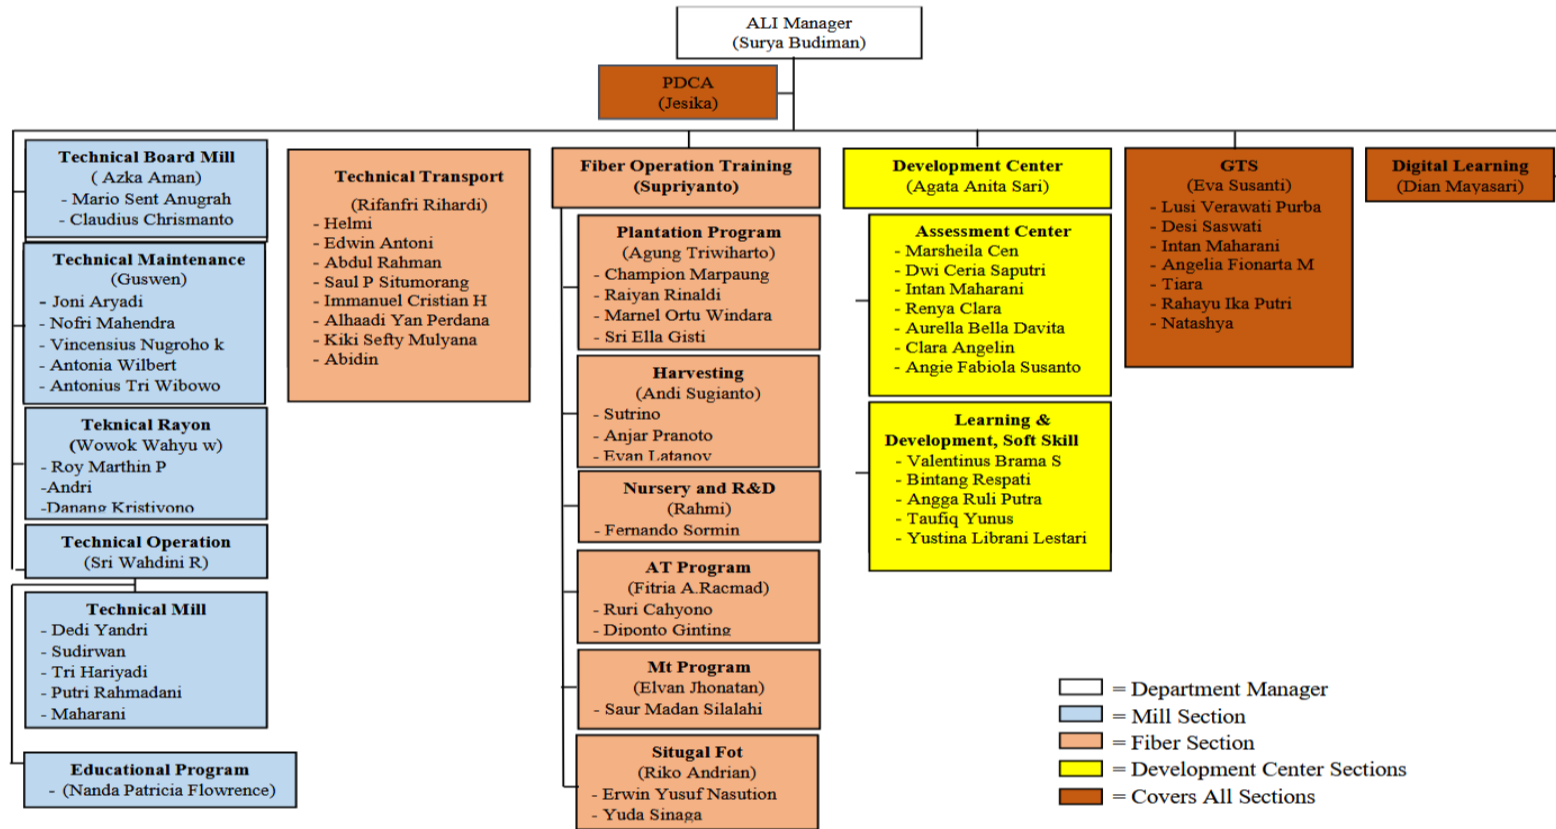 ALI Manager
(Surya Budiman)
PDCA
(Jesika)
Technical Board Mill
( Azka Aman)
- Mario Sent Anugrah
- Claudius Chrismanto
Technical Maintenance
(Guswen)
- Joni Aryadi
- Nofri Mahendra
- Vincensius Nugroho k
- Antonia Wilbert
- Antonius Tri Wibowo
Teknical Rayon
(Wowok Wahyu w)
- Roy Marthin P
-Andri
-Danang Kristiyono
Technical Operation
(Sri Wahdini R)
Technical Mill
- Dedi Yandri
- Sudirwan
- Tri Hariyadi
- Putri Rahmadani
- Maharani
Educational Program
- (Nanda Patricia Flowrence)
Technical Transport
(Rifanfri Rihardi)
- Helmi
- Edwin Antoni
- Abdul Rahman
- Saul P Situmorang
- Immanuel Cristian H
- Alhaadi Yan Perdana
- Kiki Sefty Mulyana
- Abidin
Fiber Operation Training
(Supriyanto)
Plantation Program
(Agung Triwiharto)
- Champion Marpaung
- Raiyan Rinaldi
- Marnel Ortu Windara
- Sri Ella Gisti
Harvesting
(Andi Sugianto)
- Sutrino
- Anjar Pranoto
- Evan Latanov
Nursery and R&D
(Rahmi)
- Fernando Sormin
AT Program
(Fitria A.Racmad)
- Ruri Cahyono
- Diponto Ginting
Mt Program
(Elvan Jhonatan)
- Saur Madan Silalahi
Situgal Fot
(Riko Andrian)
- Erwin Yusuf Nasution
- Yuda Sinaga
Development Center
(Agata Anita Sari)
Assessment Center
- Marsheila Cen
- Dwi Ceria Saputri
- Intan Maharani
- Renya Clara
- Aurella Bella Davita
- Clara Angelin
- Angie Fabiola Susanto
Learning &
Development, Soft Skill
- Valentinus Brama S
- Bintang Respati
- Angga Ruli Putra
- Taufiq Yunus
- Yustina Librani Lestari
GTS
(Eva Susanti)
- Lusi Verawati Purba
- Desi Saswati
- Intan Maharani
- Angelia Fionarta M
- Tiara
- Rahayu Ika Putri
- Natashya
Digital Learning
(Dian Mayasari)
= Department Manager
= Mill Section
= Fiber Section
= Development Center Sections
= Covers All Sections